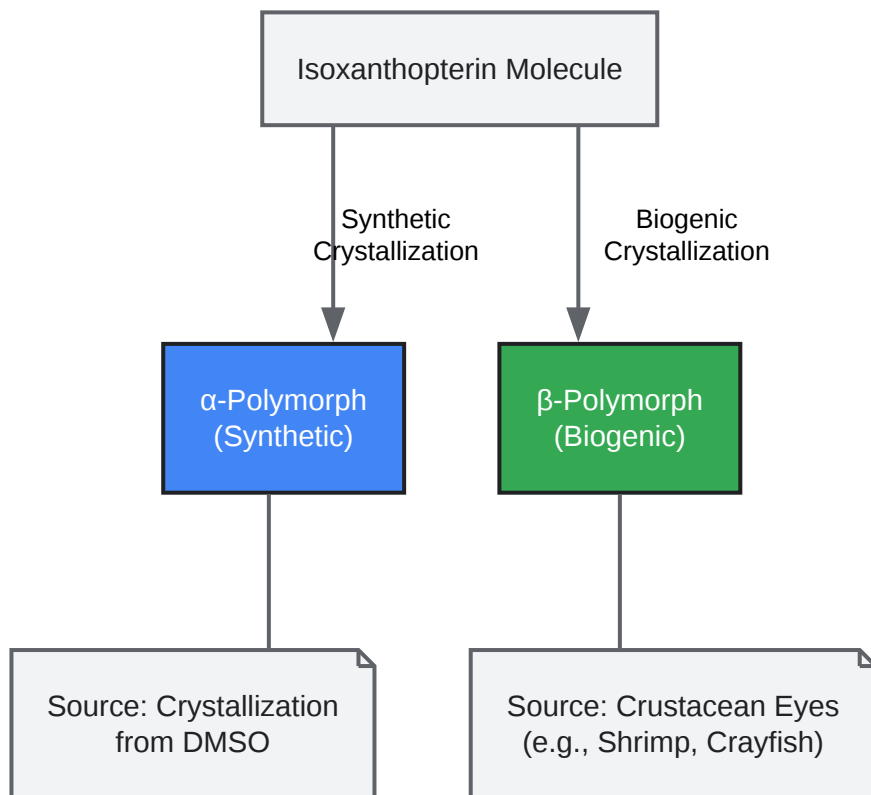 Isoxanthopterin Molecule
Synthetic
Crystallization
Biogenic
Crystallization
α-Polymorph
(Synthetic)
β-Polymorph
(Biogenic)
Source: Crystallization
from DMSO
Source: Crustacean Eyes
(e.g., Shrimp, Crayfish)